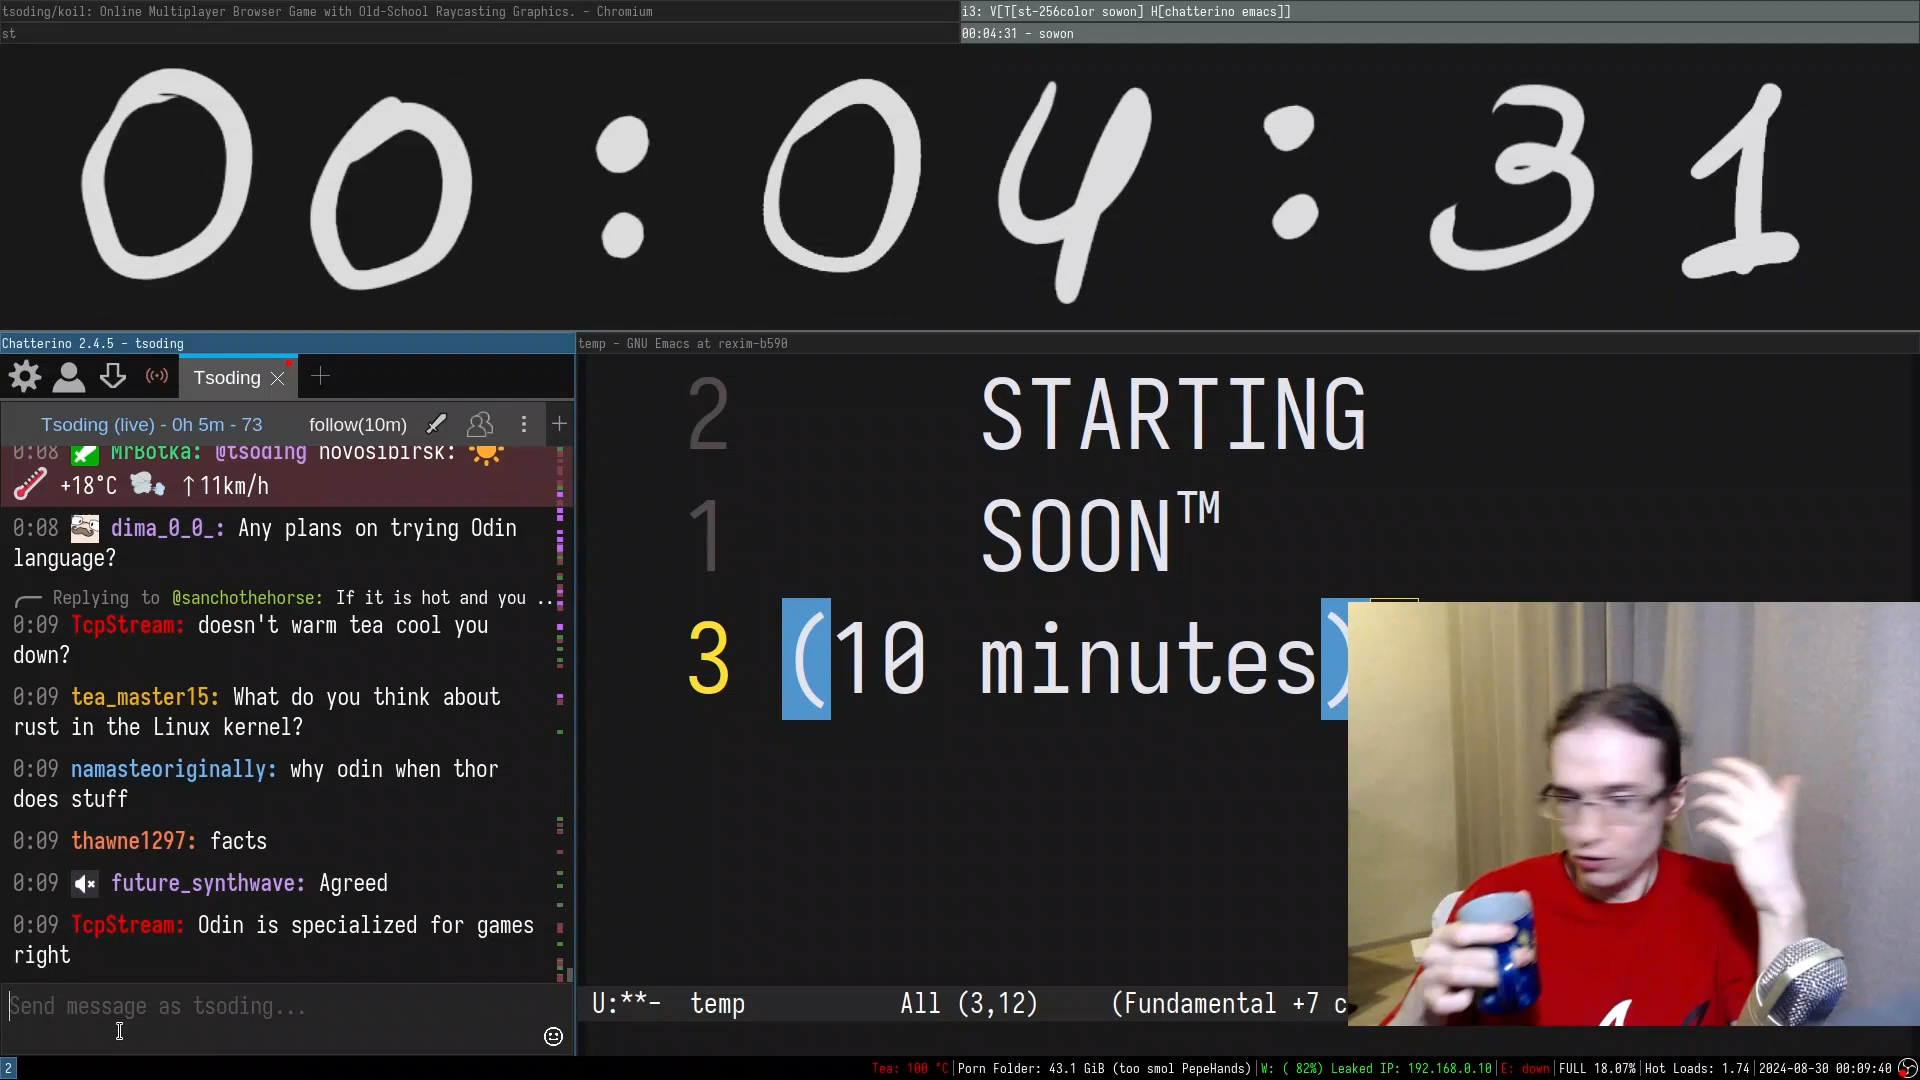 tsoding/koil: Online Multiplayer Browser Game with Old-School Raycasting Graphics. - Chromium
i3: V[T[st-256color sowon] H[chatterino emacs]]
st
00:04:31 - sowon
00:04:31
Chatterino 2.4.5 - tsoding
temp - GNU Emacs at rexim-b590
Tsoding
Tsoding (live) - 0h 5m - 73
follow(10m)
0:08 MrBotka: @tsoding novosibirsk:
+18°C ↑11km/h
0:08 dima_0_0_: Any plans on trying Odin
language?
Replying to @sanchothehorse: If it is hot and you ..
0:09 TcpStream: doesn't warm tea cool you
down?
0:09 tea_master15: What do you think about
rust in the Linux kernel?
0:09 namasteoriginally: why odin when thor
does stuff
0:09 thawne1297: facts
0:09 future_synthwave: Agreed
0:09 TcpStream: Odin is specialized for games
right
Send message as tsoding...
2 STARTING
1 SOON™
3 (10 minutes)
U:**- temp All (3,12) (Fundamental +7 c
2
Tea: 100 °C|Porn Folder: 43.1 GiB (too smol PepeHands)|W: ( 82%) Leaked IP: 192.168.0.10|E: down|FULL 18.07%|Hot Loads: 1.74|2024-08-30 00:09:40